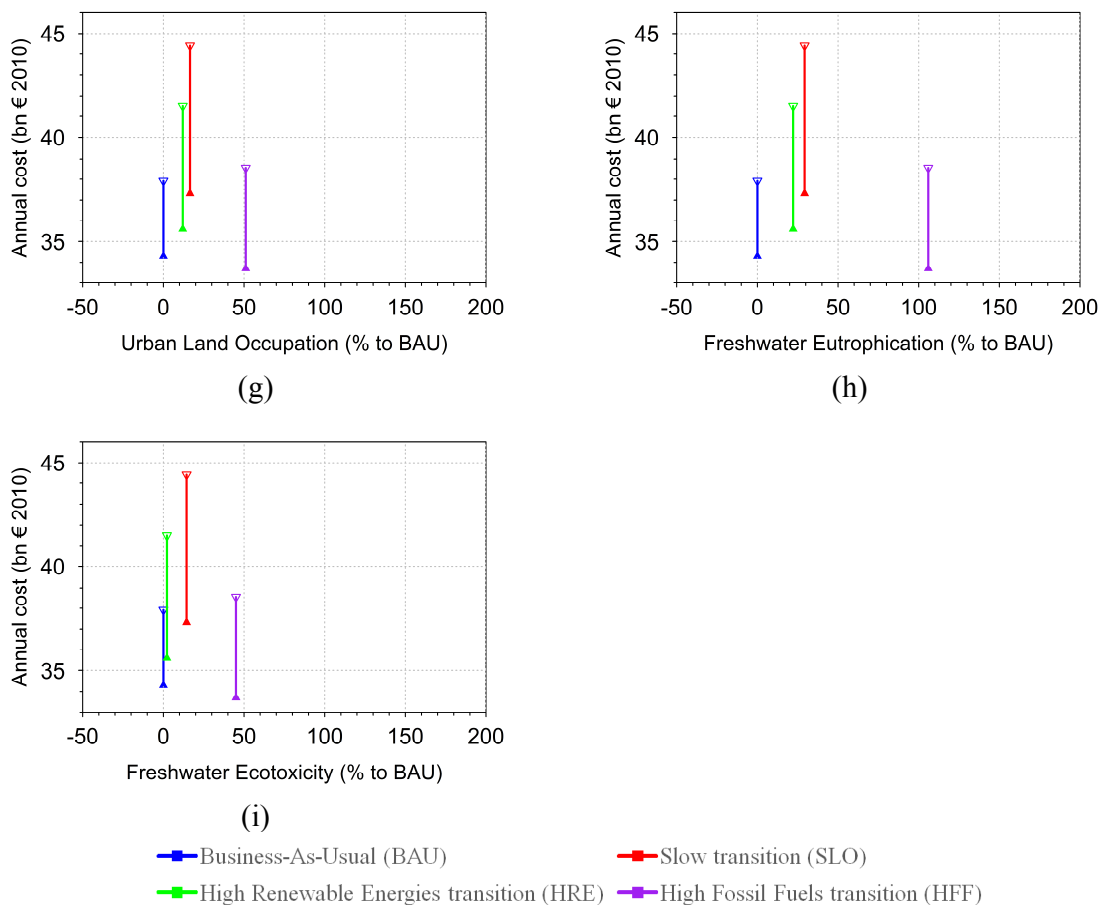 45
40
35
Annual cost (bn € 2010)
-50 0 50 100 150 200
Urban Land Occupation (% to BAU)
(g)
45
40
35
Annual cost (bn € 2010)
-50 0 50 100 150 200
Freshwater Eutrophication (% to BAU)
(h)
45
40
35
Annual cost (bn € 2010)
-50 0 50 100 150 200
Freshwater Ecotoxicity (% to BAU)
(i)
Business-As-Usual (BAU)
Slow transition (SLO)
High Renewable Energies transition (HRE)
High Fossil Fuels transition (HFF)